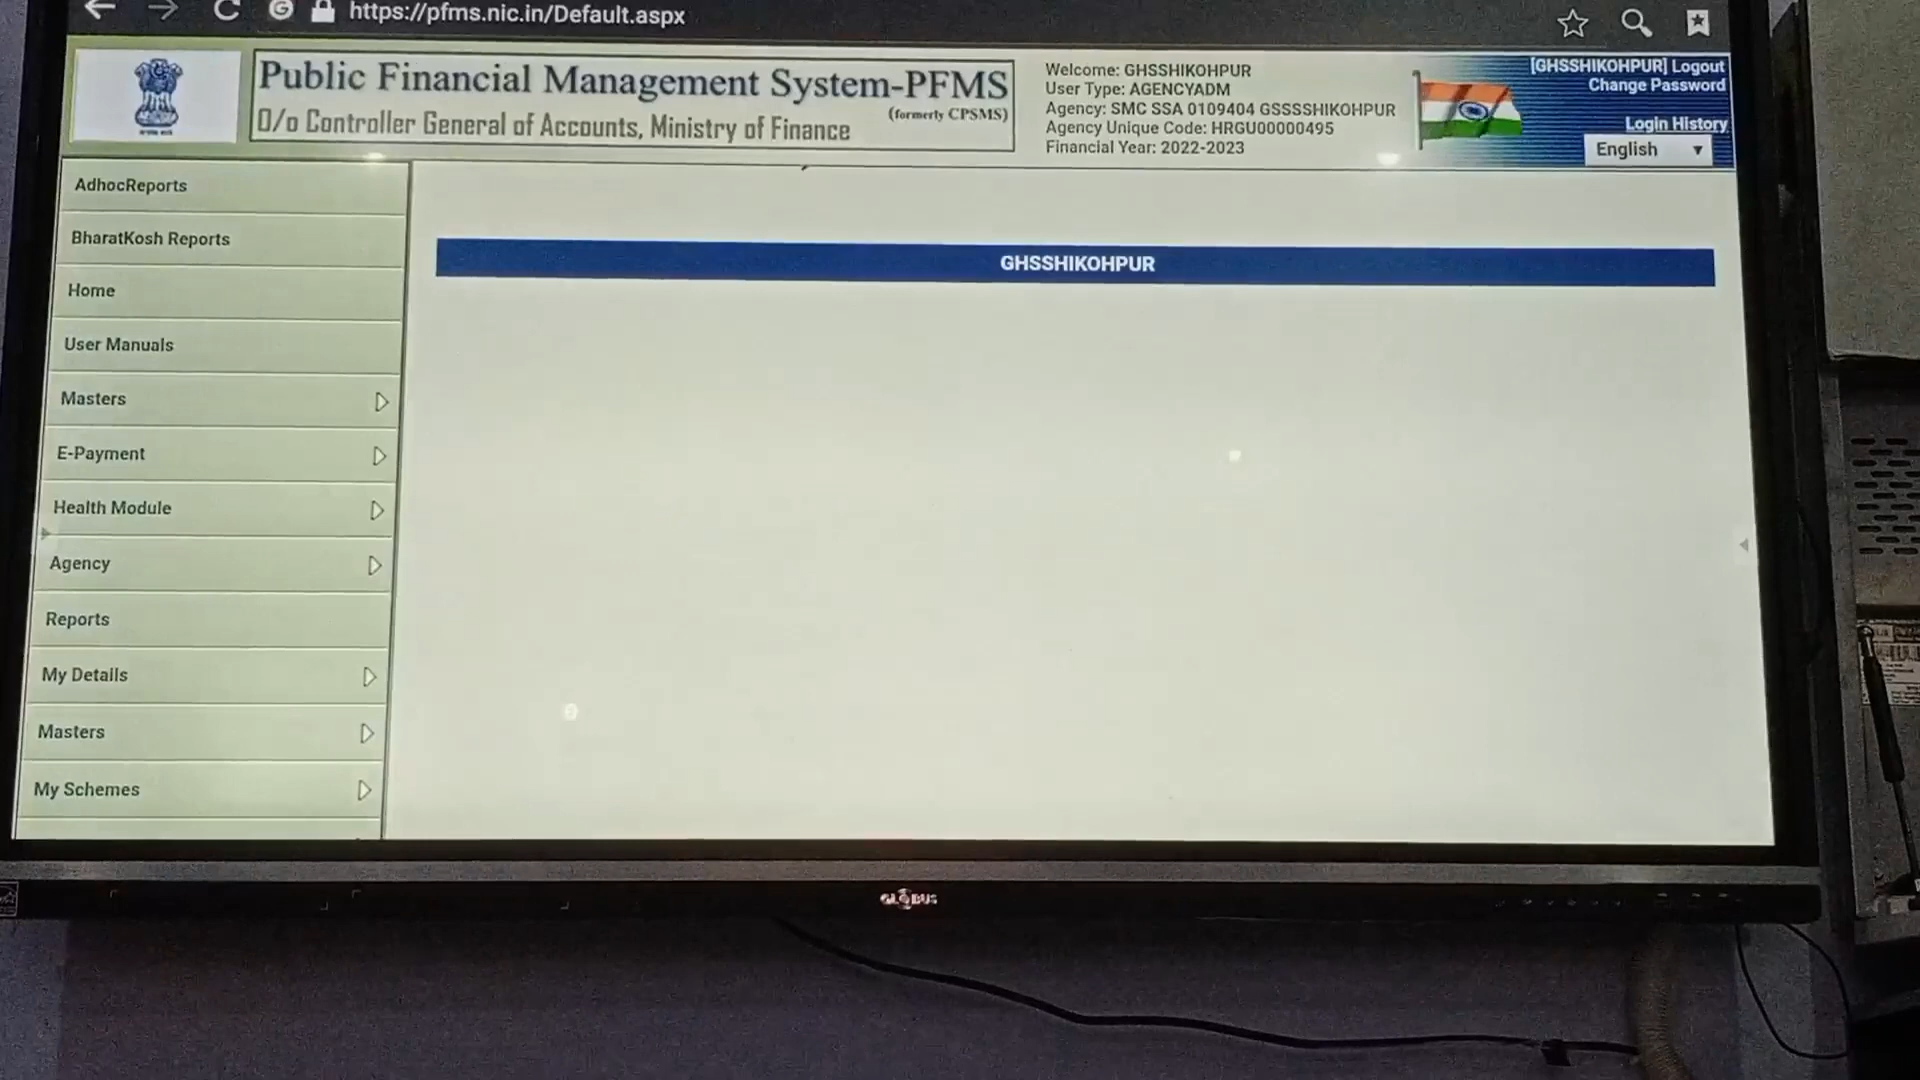 https://pfms.nic.in/Default.aspx
Public Financial Management System-PFMS
(formerly CPSMS)
O/o Controller General of Accounts, Ministry of Finance
Welcome: GHSSHIKOHPUR
User Type: AGENCYADM
Agency: SMC SSA 0109404 GSSSSHIKOHPUR
Agency Unique Code: HRGU00000495
Financial Year: 2022-2023
[GHSSHIKOHPUR] Logout
Change Password
Login History
English
AdhocReports
BharatKosh Reports
Home
User Manuals
Masters
E-Payment
Health Module
Agency
Reports
My Details
Masters
My Schemes
GHSSHIKOHPUR
GLOBUS